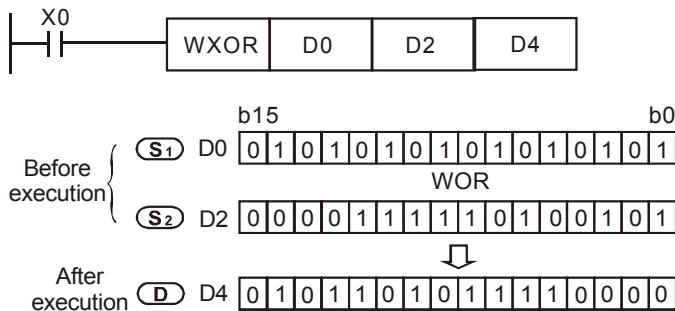 X0
WXOR D0 D2 D4
b15 b0
Before execution
S1 D0 0 1 0 1 0 1 0 1 0 1 0 1 0 1 0 1
WOR
S2 D2 0 0 0 0 1 1 1 1 1 0 1 0 0 1 0 1
After execution
D D4 0 1 0 1 1 0 1 0 1 1 1 1 0 0 0 0